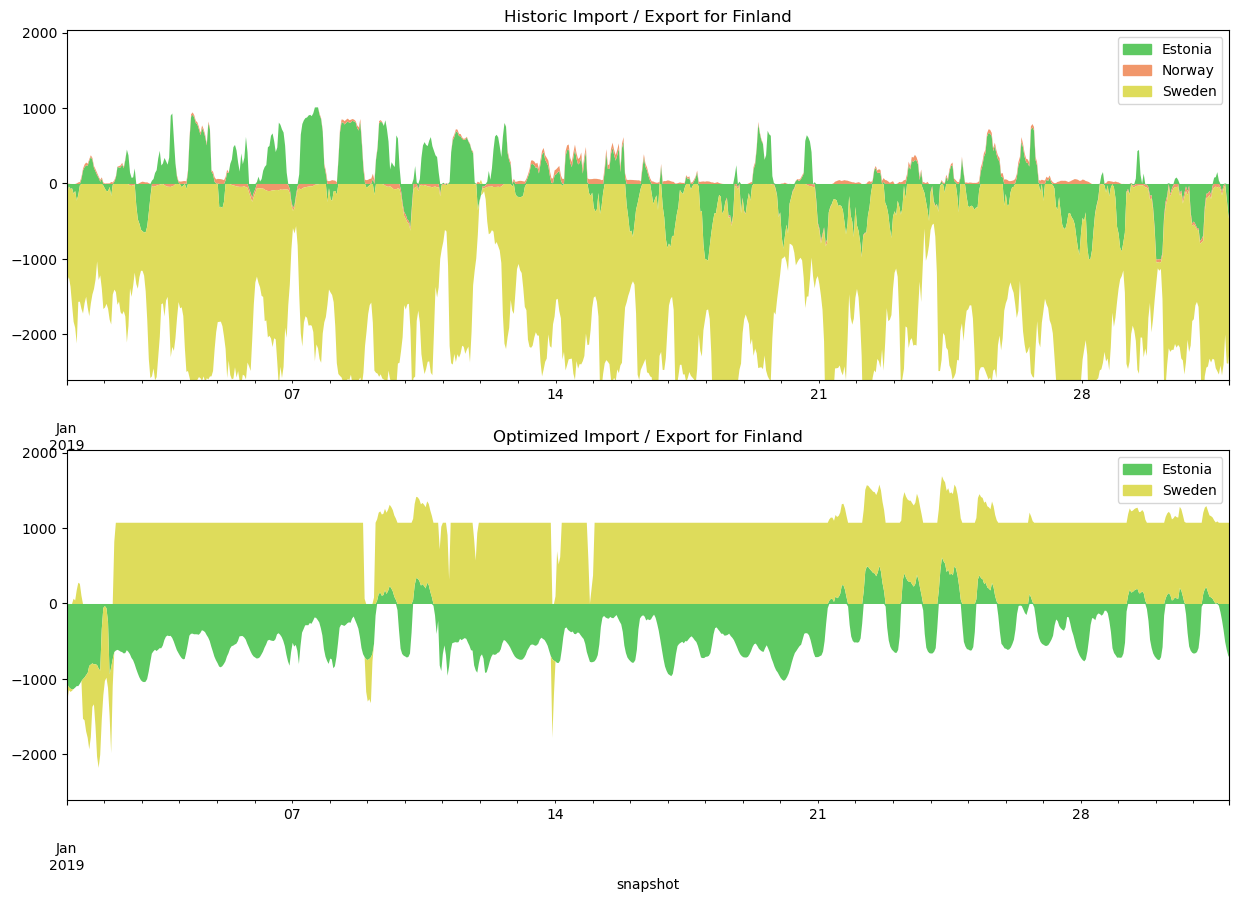 Historic Import / Export for Finland
2000
1000
0
−1000
−2000
Estonia
Norway
Sweden
07
14
21
28
Jan
2019
Optimized Import / Export for Finland
2000
1000
0
−1000
−2000
Estonia
Sweden
07
14
21
28
Jan
2019
snapshot